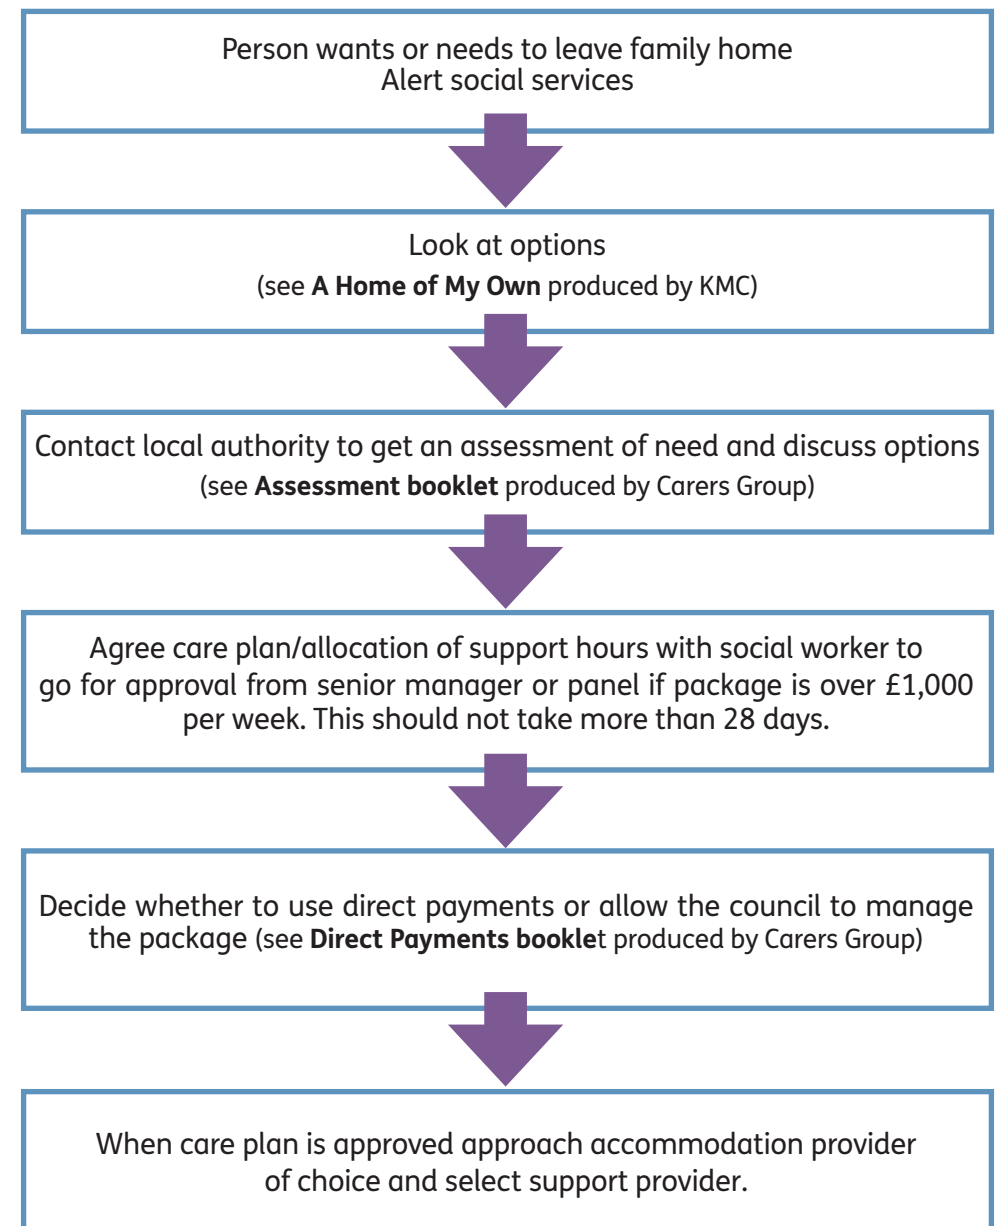 Person wants or needs to leave family home
Alert social services
Look at options
(see A Home of My Own produced by KMC)
Contact local authority to get an assessment of need and discuss options
(see Assessment booklet produced by Carers Group)
Agree care plan/allocation of support hours with social worker to
go for approval from senior manager or panel if package is over £1,000
per week. This should not take more than 28 days.
Decide whether to use direct payments or allow the council to manage
the package (see Direct Payments booklet produced by Carers Group)
When care plan is approved approach accommodation provider
of choice and select support provider.